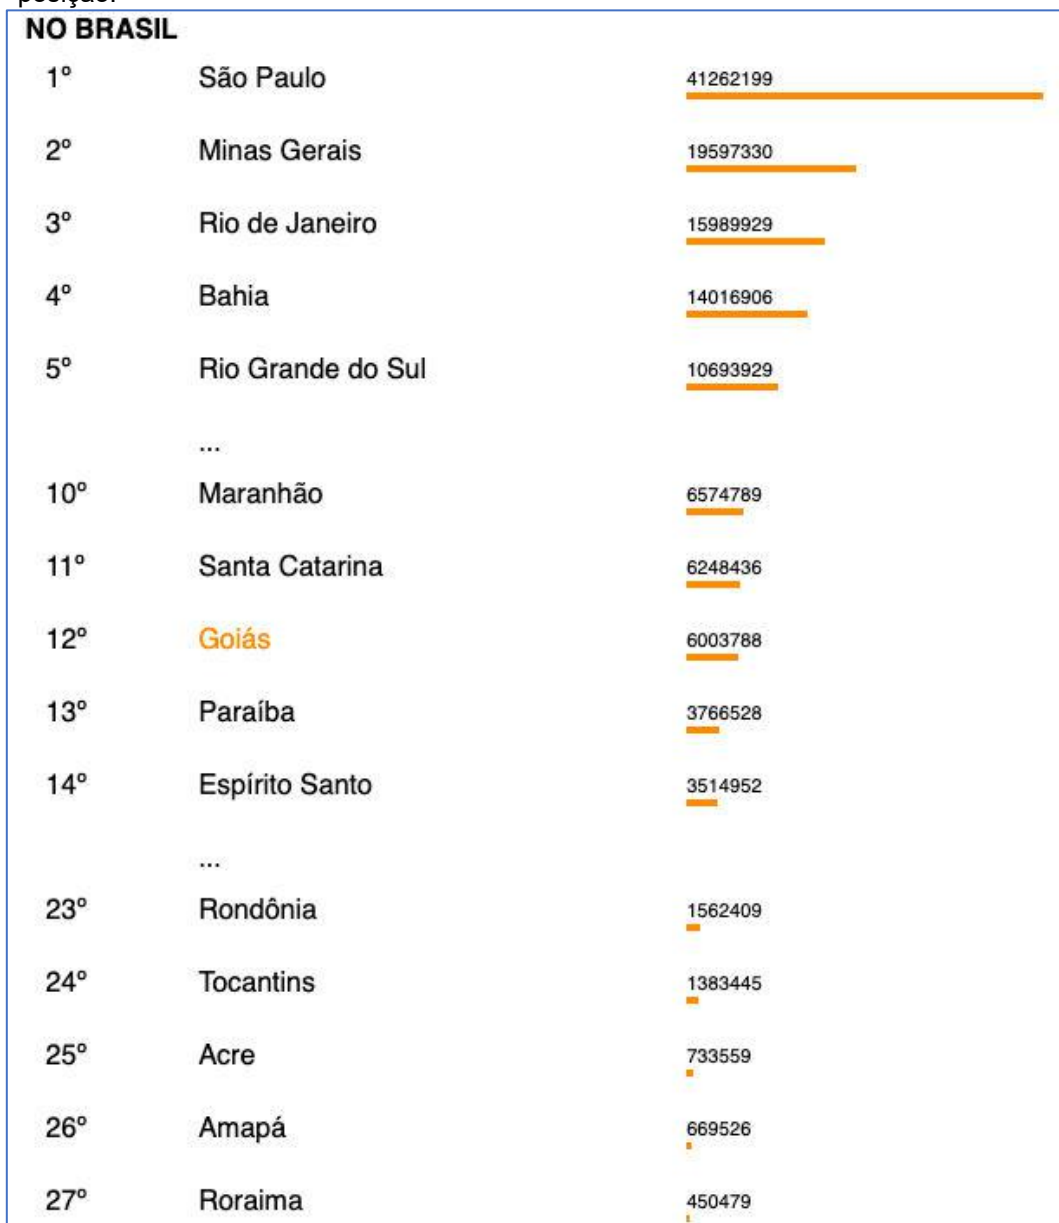 posição.
NO BRASIL
1º São Paulo 41262199
2º Minas Gerais 19597330
3º Rio de Janeiro 15989929
4º Bahia 14016906
5º Rio Grande do Sul 10693929
...
10º Maranhão 6574789
11º Santa Catarina 6248436
12º Goiás 6003788
13º Paraíba 3766528
14º Espírito Santo 3514952
...
23º Rondônia 1562409
24º Tocantins 1383445
25º Acre 733559
26º Amapá 669526
27º Roraima 450479